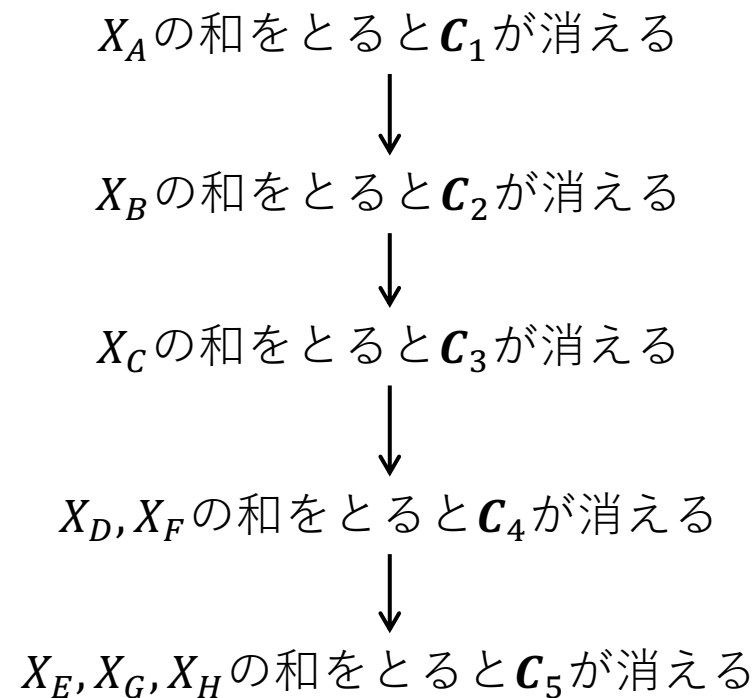 X_Aの和をとるとC_1が消える
X_Bの和をとるとC_2が消える
X_Cの和をとるとC_3が消える
X_D, X_Fの和をとるとC_4が消える
X_E, X_G, X_Hの和をとるとC_5が消える